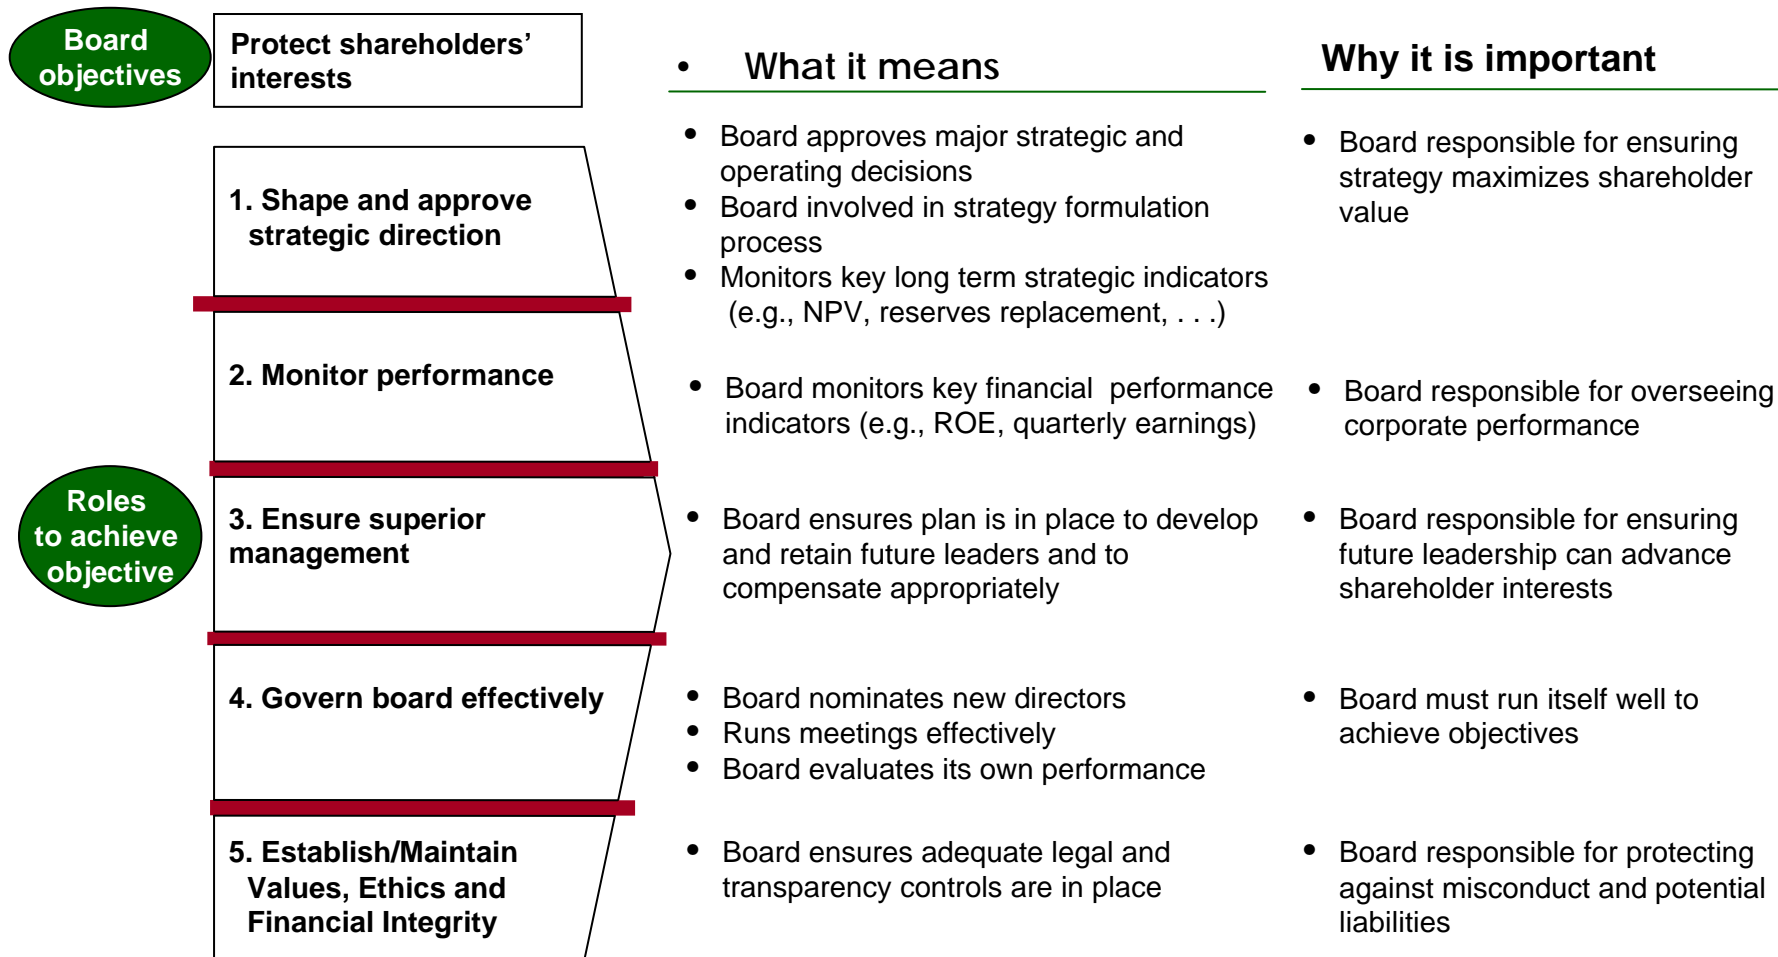 Board
objectives
Protect shareholders'
interests
• What it means
Why it is important
1. Shape and approve
strategic direction
• Board approves major strategic and
operating decisions
• Board involved in strategy formulation
process
• Monitors key long term strategic indicators
(e.g., NPV, reserves replacement, . . .)
• Board responsible for ensuring
strategy maximizes shareholder
value
2. Monitor performance
• Board monitors key financial performance
indicators (e.g., ROE, quarterly earnings)
• Board responsible for overseeing
corporate performance
Roles
to achieve
objective
3. Ensure superior
management
• Board ensures plan is in place to develop
and retain future leaders and to
compensate appropriately
• Board responsible for ensuring
future leadership can advance
shareholder interests
4. Govern board effectively
• Board nominates new directors
• Runs meetings effectively
• Board evaluates its own performance
• Board must run itself well to
achieve objectives
5. Establish/Maintain
Values, Ethics and
Financial Integrity
• Board ensures adequate legal and
transparency controls are in place
• Board responsible for protecting
against misconduct and potential
liabilities